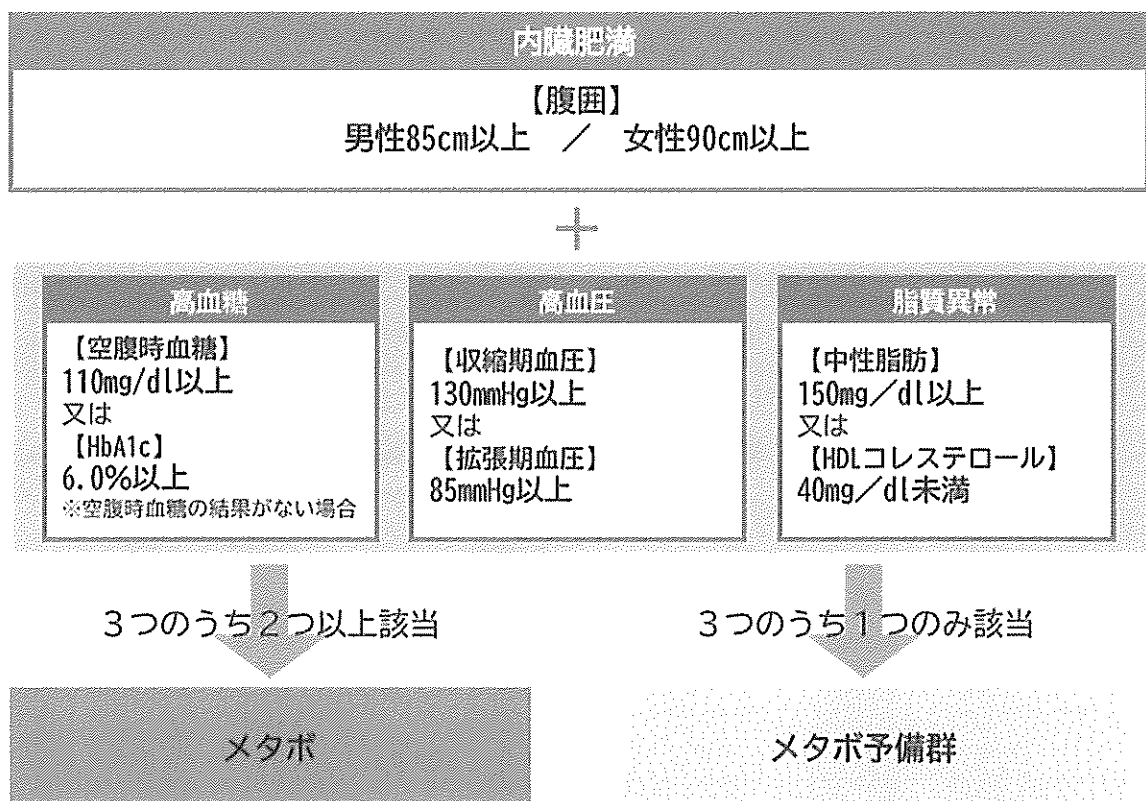 内臓肥満
【腹囲】
男性85cm以上　／　女性90cm以上
＋
高血糖
【空腹時血糖】
110mg/dl以上
又は
【HbA1c】
6.0%以上
※空腹時血糖の結果がない場合
高血圧
【収縮期血圧】
130mmHg以上
又は
【拡張期血圧】
85mmHg以上
脂質異常
【中性脂肪】
150mg／dl以上
又は
【HDLコレステロール】
40mg／dl未満
３つのうち２つ以上該当
３つのうち１つのみ該当
メタボ
メタボ予備群